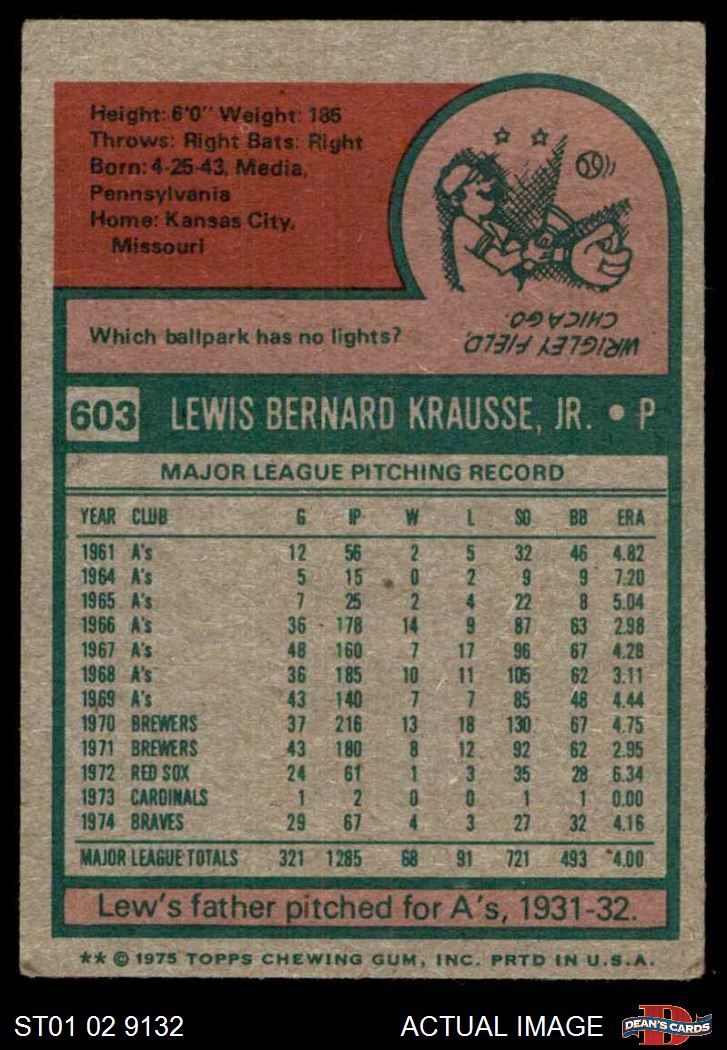 Height: 6'0" Weight: 185
Throws: Right Bats: Right
Born: 4-25-43, Media,
Pennsylvania
Home: Kansas City,
Missouri
Which ballpark has no lights?
WRIGLEY FIELD,
CHICAGO.
603 LEWIS BERNARD KRAUSSE, JR. • P
MAJOR LEAGUE PITCHING RECORD
YEAR CLUB G IP W L SO BB ERA
1961 A's 12 56 2 5 32 46 4.82
1964 A's 5 15 0 2 9 9 7.20
1965 A's 7 25 2 4 22 8 5.04
1966 A's 36 178 14 9 87 63 2.98
1967 A's 48 160 7 17 96 67 4.28
1968 A's 36 185 10 11 105 62 3.11
1969 A's 43 140 7 7 85 48 4.44
1970 BREWERS 37 216 13 18 130 67 4.75
1971 BREWERS 43 180 8 12 92 62 2.95
1972 RED SOX 24 61 1 3 35 28 6.34
1973 CARDINALS 1 2 0 0 1 1 0.00
1974 BRAVES 29 67 4 3 27 32 4.16
MAJOR LEAGUE TOTALS 321 1285 68 91 721 493 4.00
Lew's father pitched for A's, 1931-32.
** © 1975 TOPPS CHEWING GUM, INC. PRTD IN U.S.A.
ST01 02 9132 ACTUAL IMAGE D DEAN'S CARDS